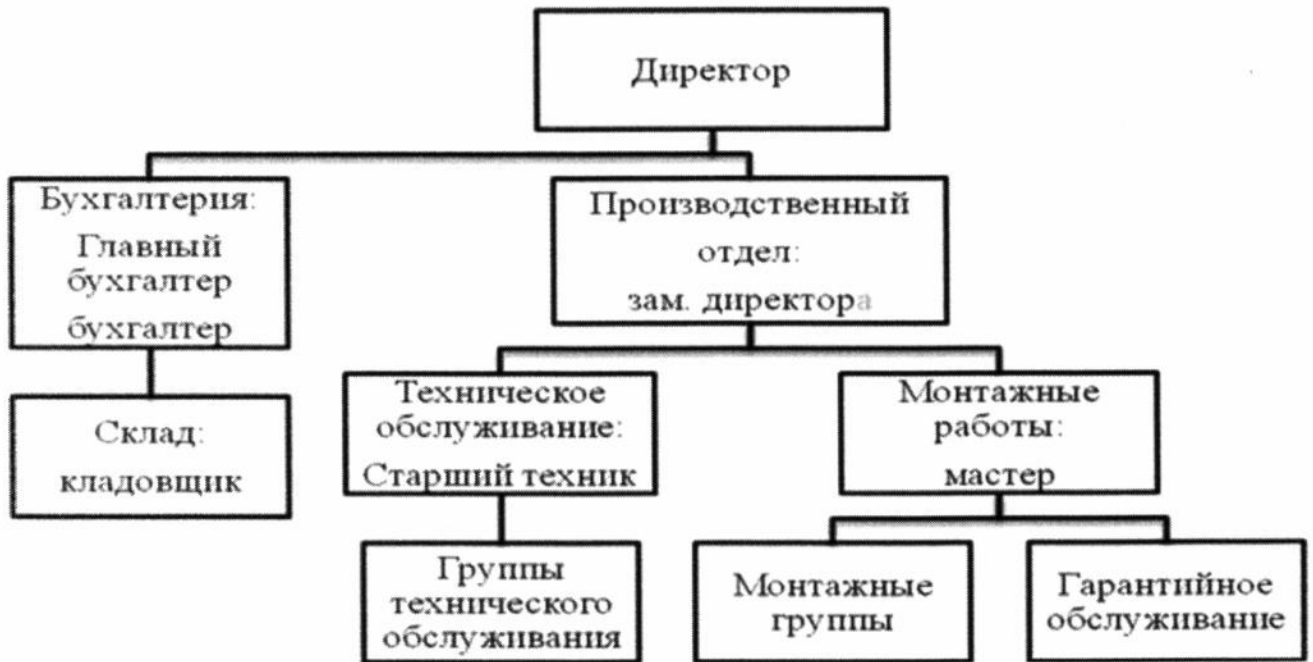 Директор
Бухгалтерия:
Главный
бухгалтер
бухгалтер
Производственный
отдел:
зам. директора
Склад:
кладовщик
Техническое
обслуживание:
Старший техник
Монтажные
работы:
мастер
Группы
технического
обслуживания
Монтажные
группы
Гарантийное
обслуживание